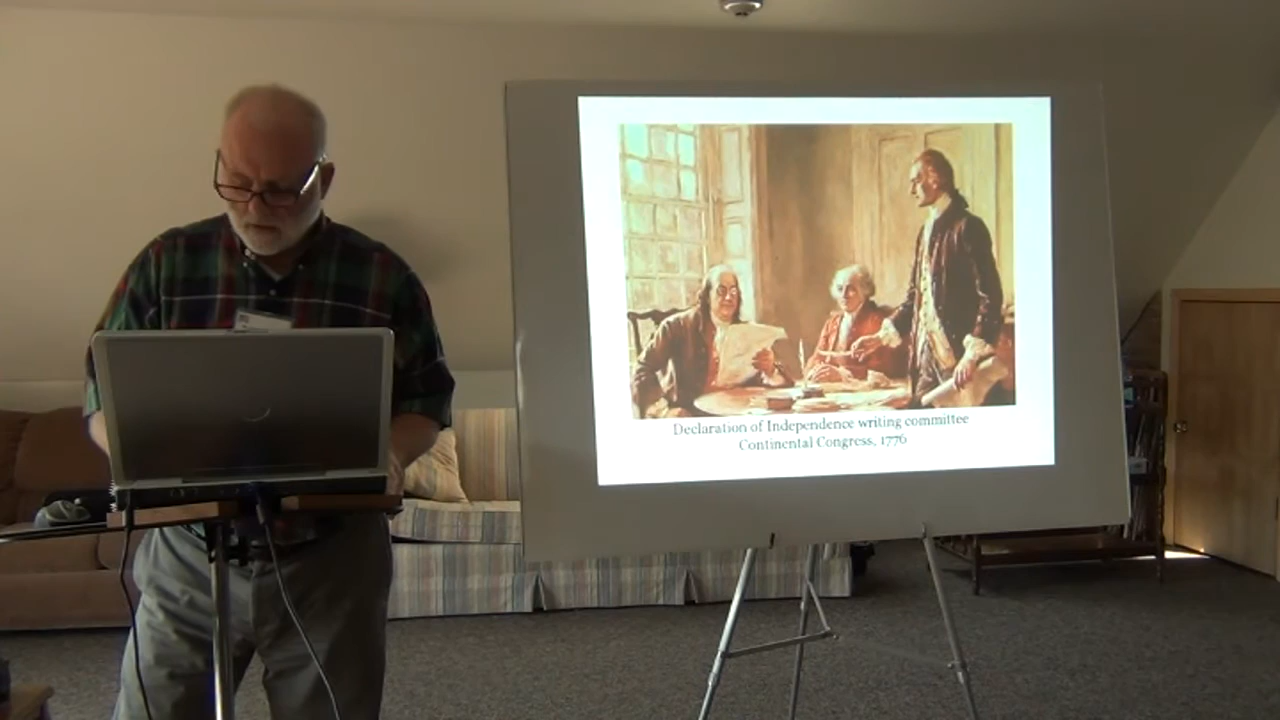 Declaration of Independence writing committee
Continental Congress, 1776